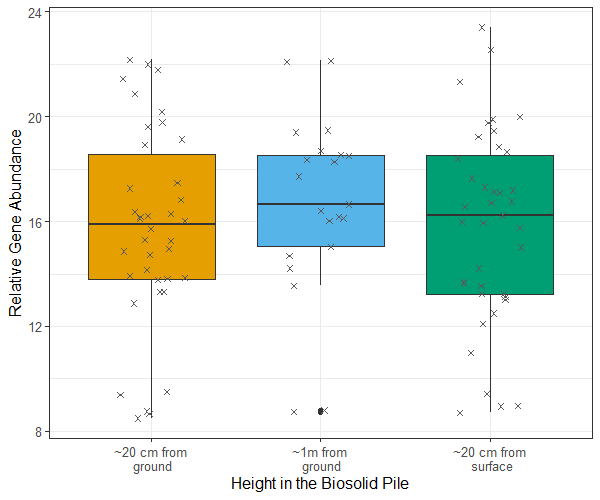 24
20
16
12
8
Relative Gene Abundance
~20 cm from
ground
~1m from
ground
~20 cm from
surface
Height in the Biosolid Pile